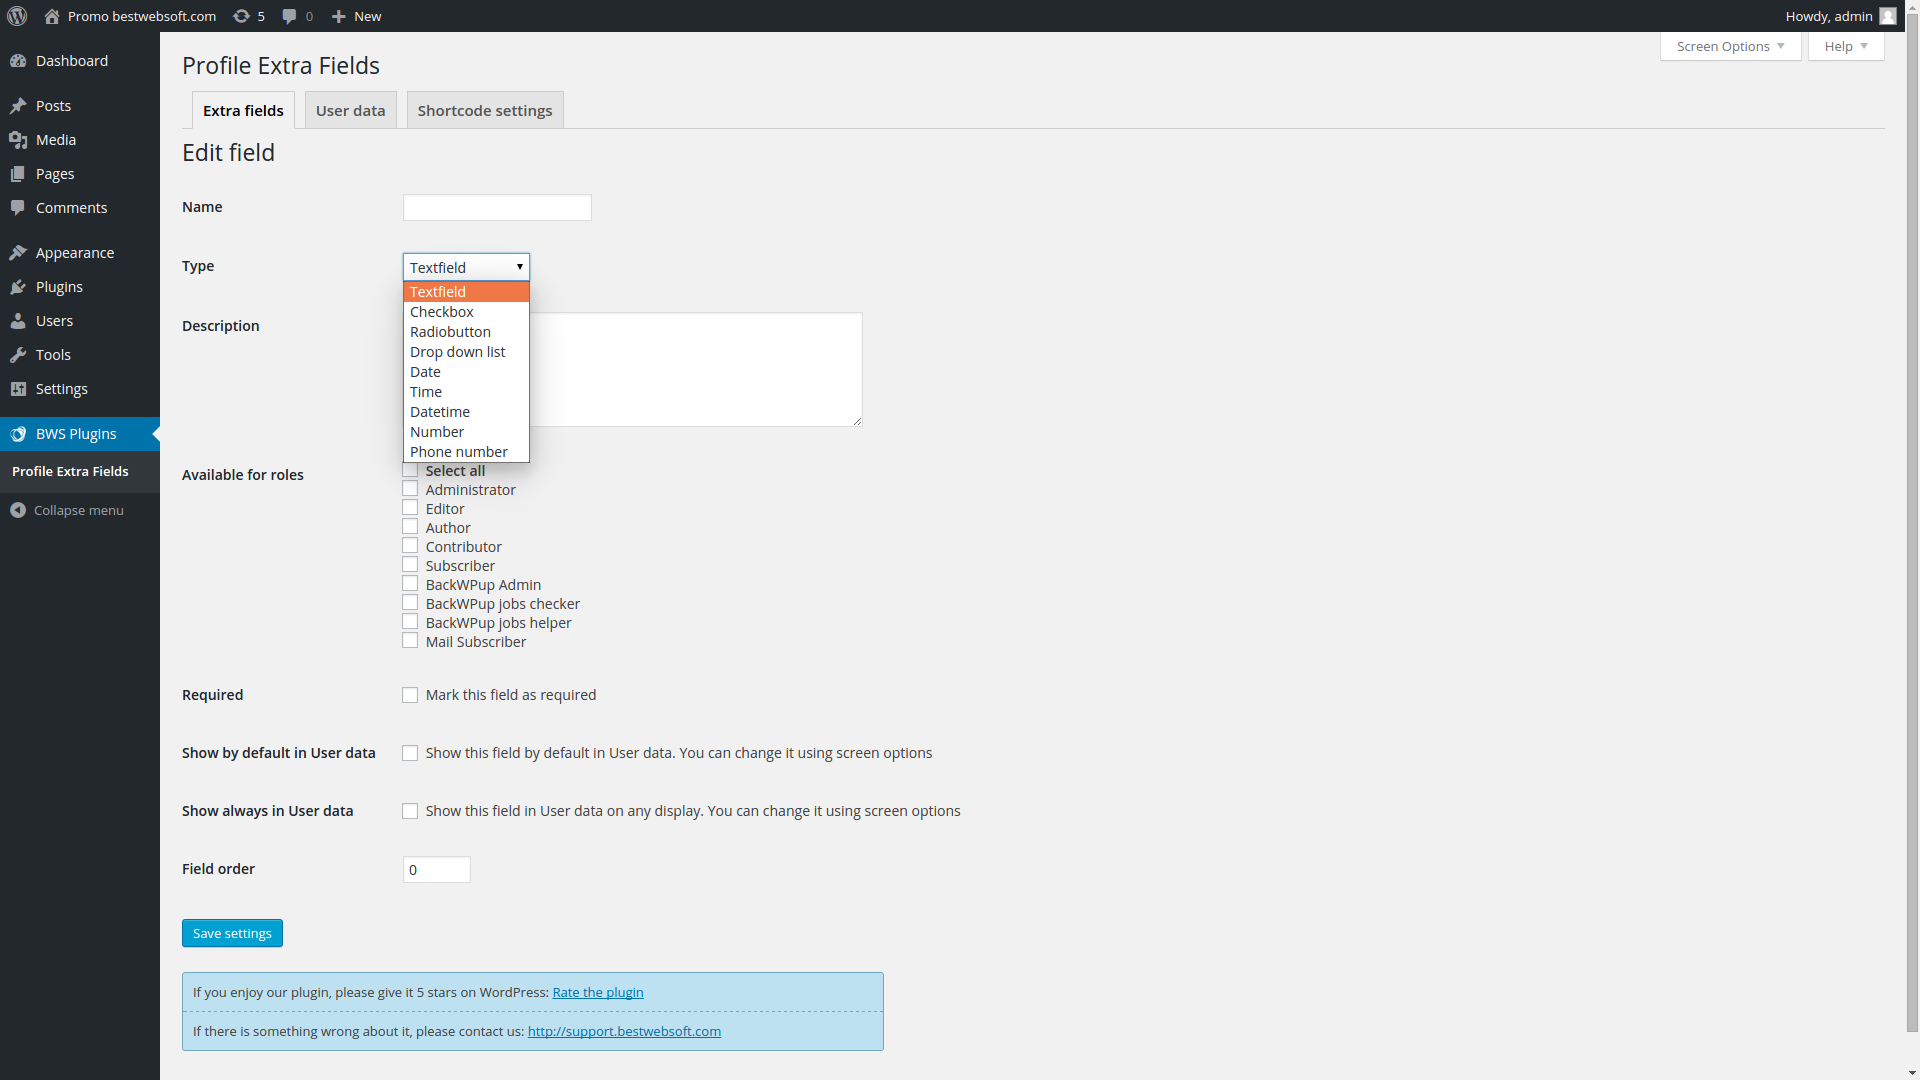 Promo bestwebsoft.com 5 0 New Howdy, admin
Screen Options Help
Dashboard
Posts
Media
Pages
Comments
Appearance
Plugins
Users
Tools
Settings
BWS Plugins
Profile Extra Fields
Collapse menu
Profile Extra Fields
Extra fields User data Shortcode settings
Edit field
Name
Type Textfield
Textfield
Checkbox
Radiobutton
Drop down list
Date
Time
Datetime
Number
Phone number
Description
Available for roles
Select all
Administrator
Editor
Author
Contributor
Subscriber
BackWPup Admin
BackWPup jobs checker
BackWPup jobs helper
Mail Subscriber
Required Mark this field as required
Show by default in User data Show this field by default in User data. You can change it using screen options
Show always in User data Show this field in User data on any display. You can change it using screen options
Field order 0
Save settings
If you enjoy our plugin, please give it 5 stars on WordPress: Rate the plugin
If there is something wrong about it, please contact us: http://support.bestwebsoft.com